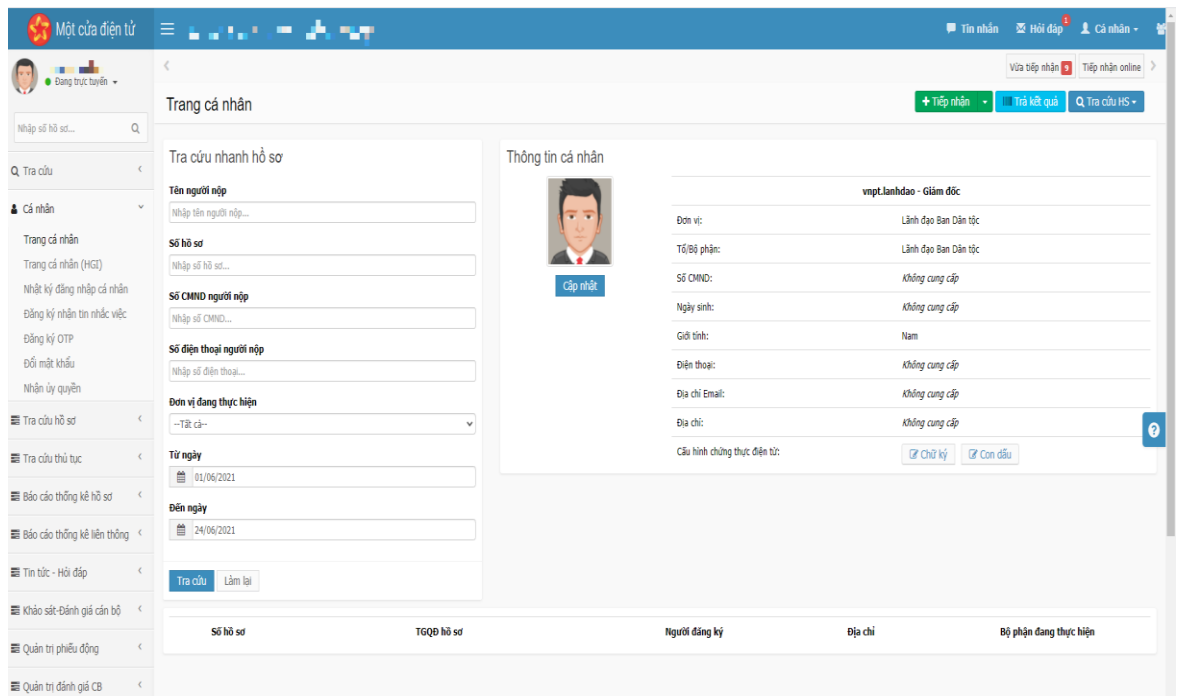 Một cửa điện tử
Tin nhắn
Hỏi đáp
1
Cá nhân
Đang trực tuyến
Vừa tiếp nhận 9
Tiếp nhận online
Trang cá nhân
Tiếp nhận
Trả kết quả
Tra cứu HS
Nhập số hồ sơ...
Tra cứu
Cá nhân
Trang cá nhân
Trang cá nhân (HGI)
Nhật ký đăng nhập cá nhân
Đăng ký nhận tin nhắc việc
Đăng ký OTP
Đổi mật khẩu
Nhận ủy quyền
Tra cứu hồ sơ
Tra cứu thủ tục
Báo cáo thống kê hồ sơ
Báo cáo thống kê liên thông
Tin tức - Hỏi đáp
Khảo sát-Đánh giá cán bộ
Quản trị phiếu động
Quản trị đánh giá CB
Tra cứu nhanh hồ sơ
Tên người nộp
Nhập tên người nộp...
Số hồ sơ
Nhập số hồ sơ...
Số CMND người nộp
Nhập số CMND...
Số điện thoại người nộp
Nhập số điện thoại...
Đơn vị đang thực hiện
--Tất cả--
Từ ngày
01/06/2021
Đến ngày
24/06/2021
Tra cứu
Làm lại
Thông tin cá nhân
Cập nhật
vnpt.lanhdao - Giám đốc
Đơn vị: Lãnh đạo Ban Dân tộc
Tổ/Bộ phận: Lãnh đạo Ban Dân tộc
Số CMND: Không cung cấp
Ngày sinh: Không cung cấp
Giới tính: Nam
Điện thoại: Không cung cấp
Địa chỉ Email: Không cung cấp
Địa chỉ: Không cung cấp
Cấu hình chứng thực điện tử: Chữ ký Con dấu
?
Số hồ sơ TGQĐ hồ sơ Người đăng ký Địa chỉ Bộ phận đang thực hiện